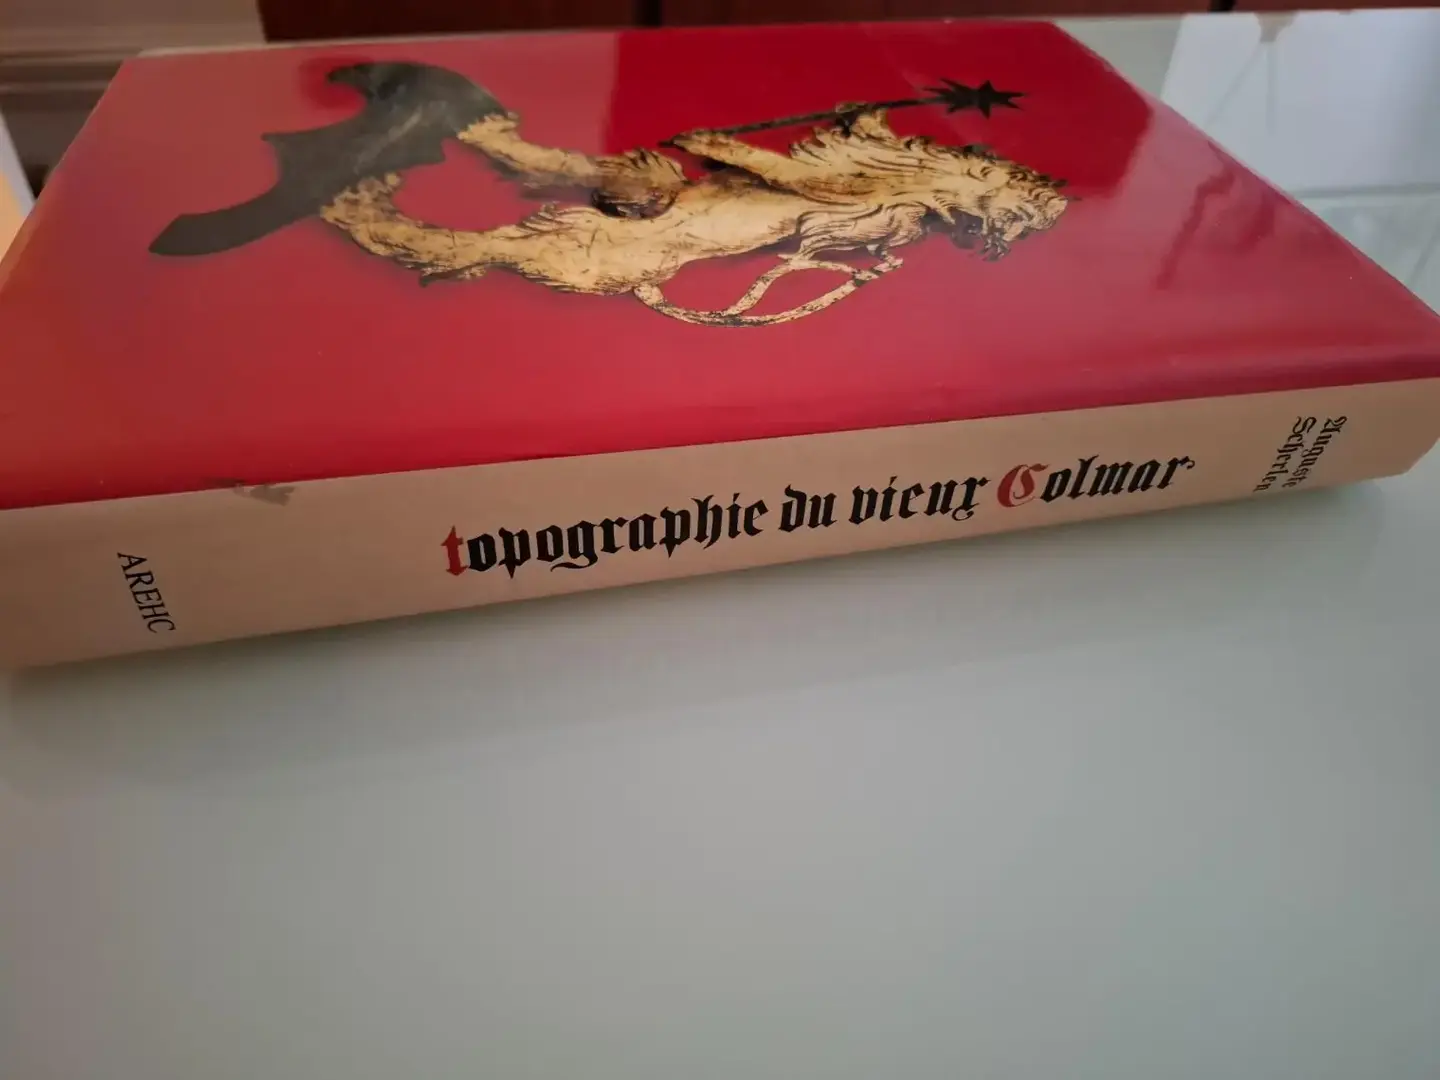 Auguste
Scherlen
topographie du vieux Colmar
AREHC